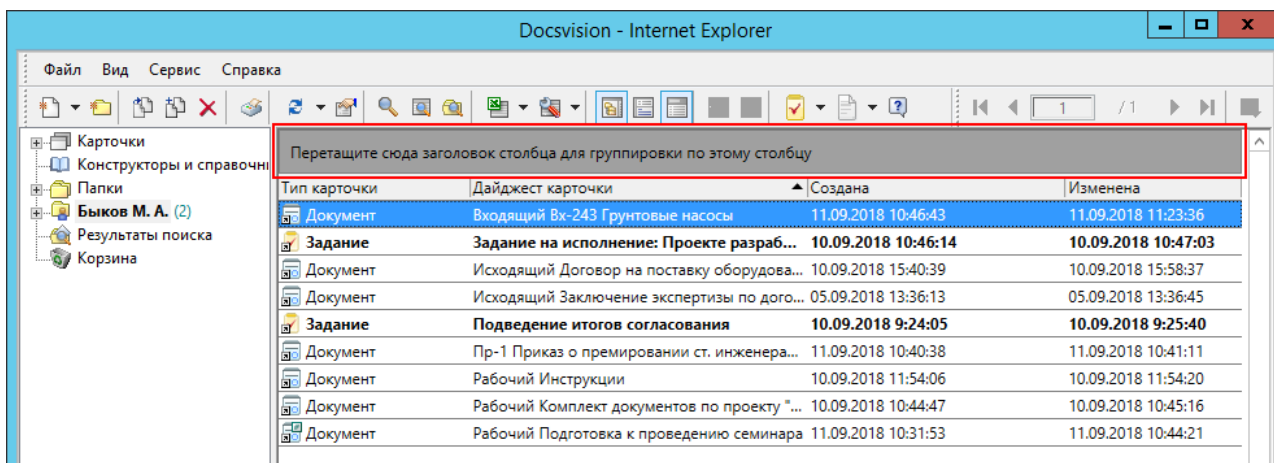 Docsvision - Internet Explorer
Файл Вид Сервис Справка
1 / 1
Карточки
Конструкторы и справочни
Папки
Быков М. А. (2)
Результаты поиска
Корзина
Перетащите сюда заголовок столбца для группировки по этому столбцу
Тип карточки Дайджест карточки Создана Изменена
Документ Входящий Вх-243 Грунтовые насосы 11.09.2018 10:46:43 11.09.2018 11:23:36
Задание Задание на исполнение: Проекте разраб... 10.09.2018 10:46:14 10.09.2018 10:47:03
Документ Исходящий Договор на поставку оборудова... 10.09.2018 15:40:39 10.09.2018 15:58:37
Документ Исходящий Заключение экспертизы по дого... 05.09.2018 13:36:13 05.09.2018 13:36:45
Задание Подведение итогов согласования 10.09.2018 9:24:05 10.09.2018 9:25:40
Документ Пр-1 Приказ о премировании ст. инженера... 11.09.2018 10:40:38 11.09.2018 10:41:11
Документ Рабочий Инструкции 10.09.2018 11:54:06 10.09.2018 11:54:20
Документ Рабочий Комплект документов по проекту "... 10.09.2018 10:44:47 10.09.2018 10:45:16
Документ Рабочий Подготовка к проведению семинара 11.09.2018 10:31:53 11.09.2018 10:44:21